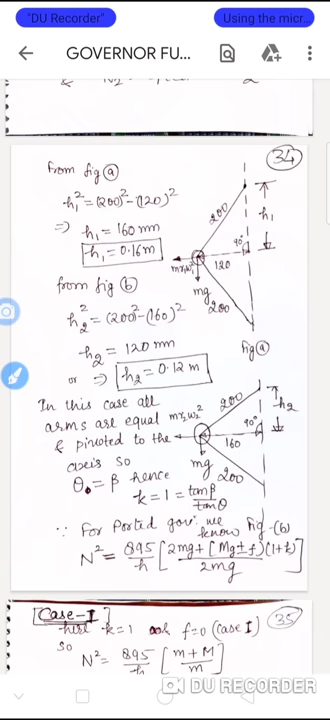 "DU Recorder"
Using the micr..
GOVERNOR FU...
2
34
From fig (a)
h₁² = (200)² - (120)²
⇒ h₁ = 160 mm
h₁ = 0.16 m
200
h₁
90°
120
mg
200
fig (a)
from fig (b)
h₂² = (200)² - (160)²
h₂ = 120 mm
or ⇒ h₂ = 0.12 m
200
h₂
90°
160
mg
200
In this case all
arms are equal
& pivoted to the
axis so
θ = β hence
k = 1 = tanβ/tanθ
Fig-(b)
∵ For Ported gov. we know
N² = 895/h [2mg + (Mg ± f)(1+k) / 2mg]
35
Case-I
here k=1 f=0 (case I)
so
N² = 895/h [m+M / m]
DU RECORDER